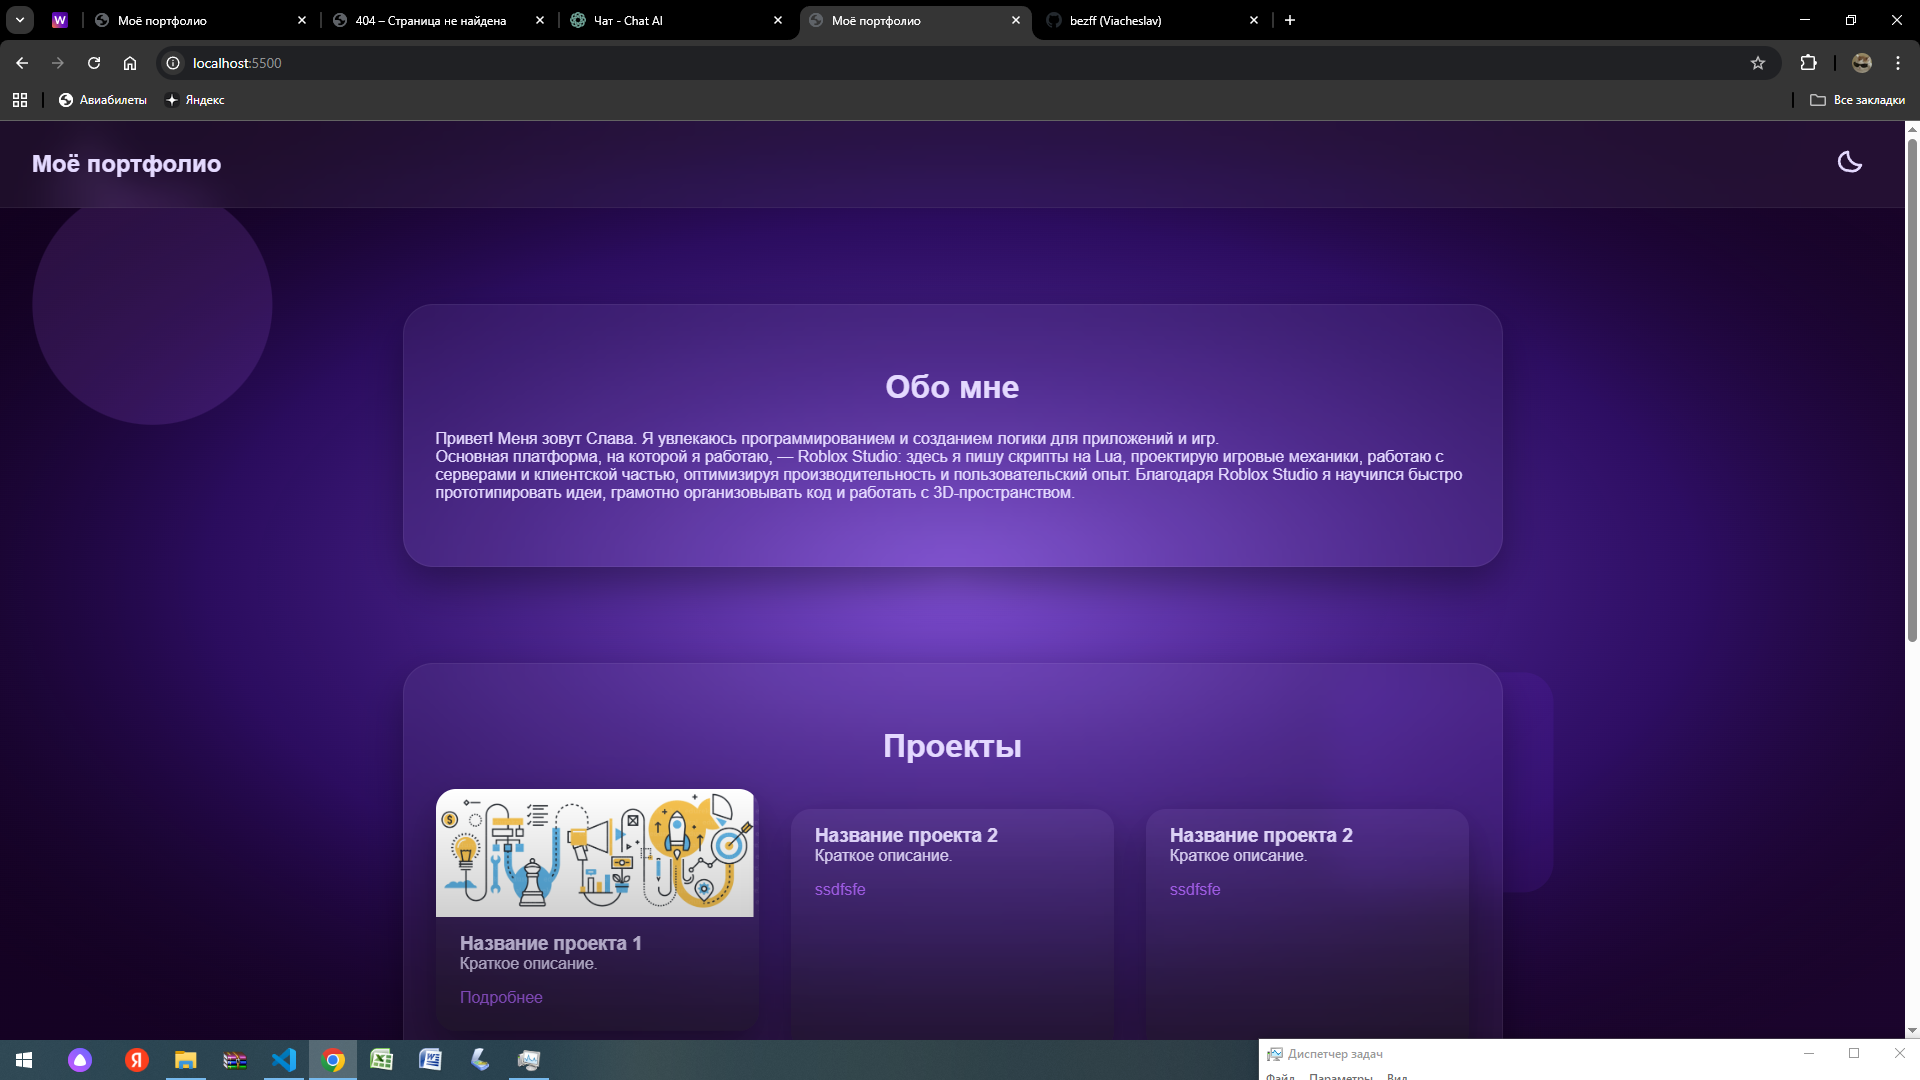 Моё портфолио
404 – Страница не найдена
Чат - Chat AI
Моё портфолио
bezff (Viacheslav)
localhost:5500
Авиабилеты
Яндекс
Все закладки
Моё портфолио
Обо мне
Привет! Меня зовут Слава. Я увлекаюсь программированием и созданием логики для приложений и игр.
Основная платформа, на которой я работаю, — Roblox Studio: здесь я пишу скрипты на Lua, проектирую игровые механики, работаю с
серверами и клиентской частью, оптимизируя производительность и пользовательский опыт. Благодаря Roblox Studio я научился быстро
прототипировать идеи, грамотно организовывать код и работать с 3D-пространством.
Проекты
Название проекта 1
Краткое описание.
Подробнее
Название проекта 2
Краткое описание.
ssdfsfe
Название проекта 2
Краткое описание.
ssdfsfe
Диспетчер задач
Файл Параметры Вид